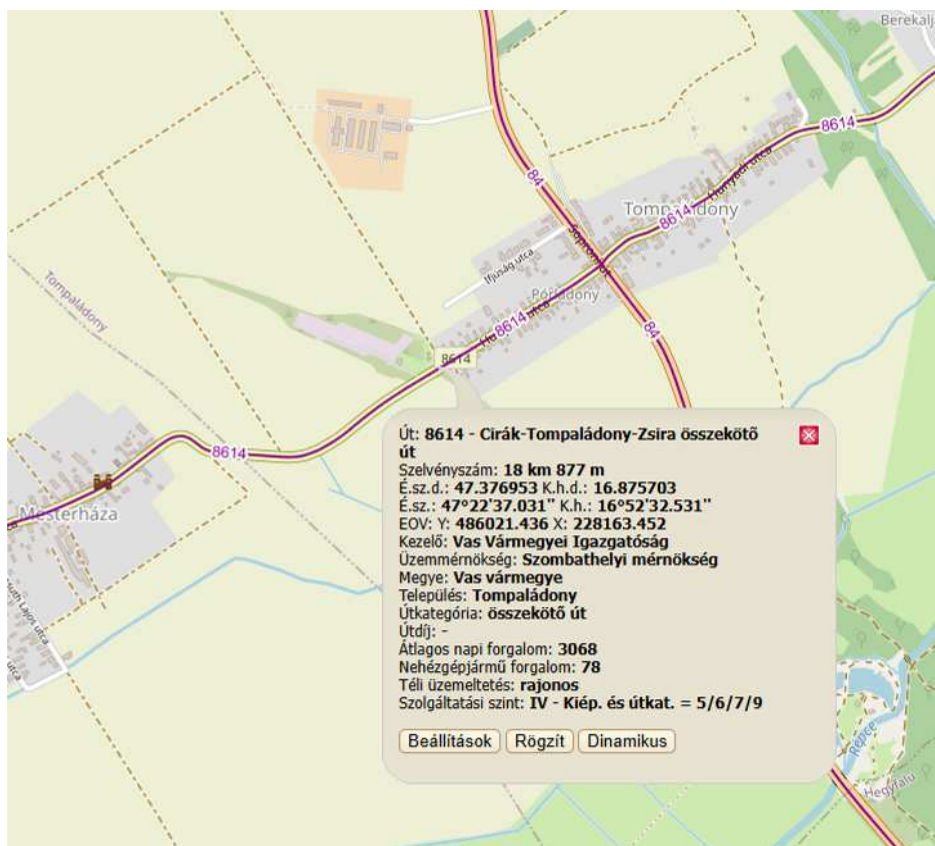 Berekalj
8614
84
Hunyadi utca
Tompaládony
8614
Soproni út
Ifjúság utca
Tompaládony
Pórládony
8614
84
8614
8614
Mesterháza
Út: 8614 - Cirák-Tompaládony-Zsira összekötő
út
Szelvényszám: 18 km 877 m
É.sz.d.: 47.376953 K.h.d.: 16.875703
É.sz.: 47°22'37.031" K.h.: 16°52'32.531"
EOV: Y: 486021.436 X: 228163.452
Kezelő: Vas Vármegyei Igazgatóság
Üzemmérnökség: Szombathelyi mérnökség
Megye: Vas vármegye
Település: Tompaládony
Útkategória: összekötő út
Útdíj: -
Átlagos napi forgalom: 3068
Nehézgépjármű forgalom: 78
Téli üzemeltetés: rajonos
Szolgáltatási szint: IV - Kiép. és útkat. = 5/6/7/9
Beállítások Rögzít Dinamikus
uth Lajos utca
utca
Répce
Hegyfalu